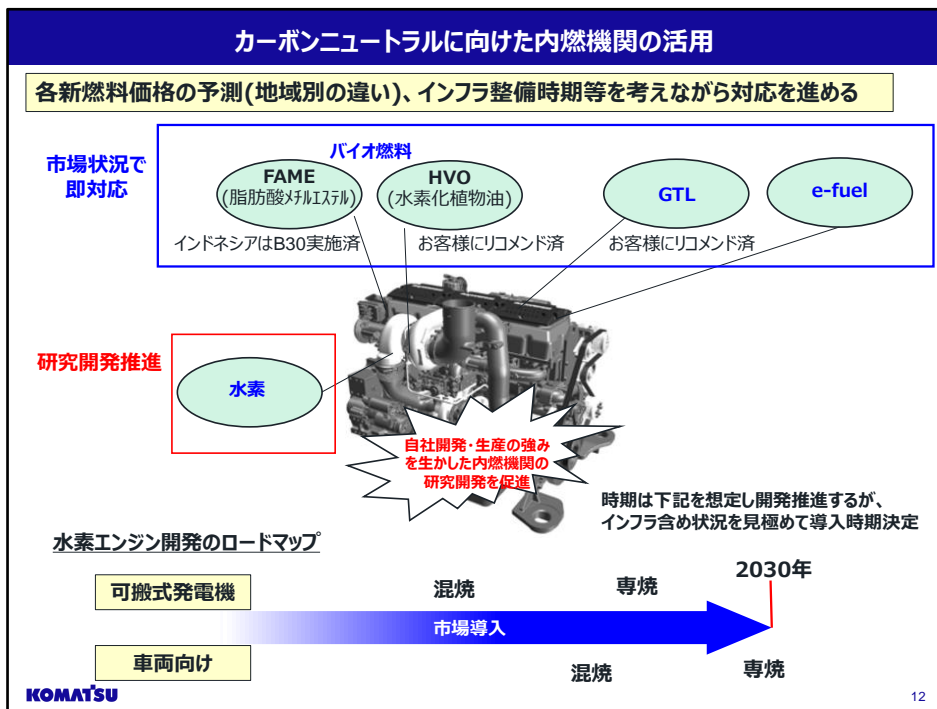 カーボンニュートラルに向けた内燃機関の活用
各新燃料価格の予測(地域別の違い)、インフラ整備時期等を考えながら対応を進める
市場状況で
即対応
バイオ燃料
FAME
(脂肪酸ﾒﾁﾙｴｽﾃﾙ)
HVO
(水素化植物油)
GTL
e-fuel
インドネシアはB30実施済
お客様にリコメンド済
お客様にリコメンド済
研究開発推進
水素
自社開発・生産の強み
を生かした内燃機関の
研究開発を促進
時期は下記を想定し開発推進するが、
インフラ含め状況を見極めて導入時期決定
水素エンジン開発のロードマップ
2030年
可搬式発電機
混焼
専焼
市場導入
車両向け
混焼
専焼
KOMATSU
12